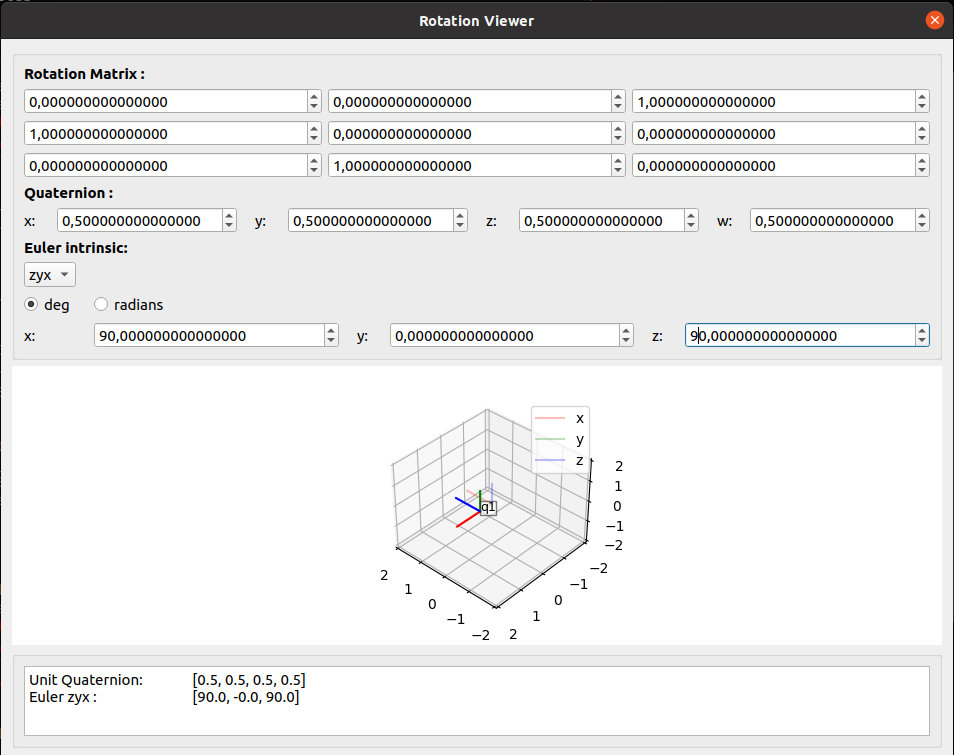 Rotation Viewer
Rotation Matrix :
0,000000000000000 0,000000000000000 1,000000000000000
1,000000000000000 0,000000000000000 0,000000000000000
0,000000000000000 1,000000000000000 0,000000000000000
Quaternion :
x: 0,500000000000000 y: 0,500000000000000 z: 0,500000000000000 w: 0,500000000000000
Euler intrinsic:
zyx
deg radians
x: 90,000000000000000 y: 0,000000000000000 z: 90,000000000000000
x
y
z
q1
2
1
0
−1
−2
2
1
0
−1
−2
2
1
0
−1
−2
Unit Quaternion: [0.5, 0.5, 0.5, 0.5]
Euler zyx : [90.0, -0.0, 90.0]